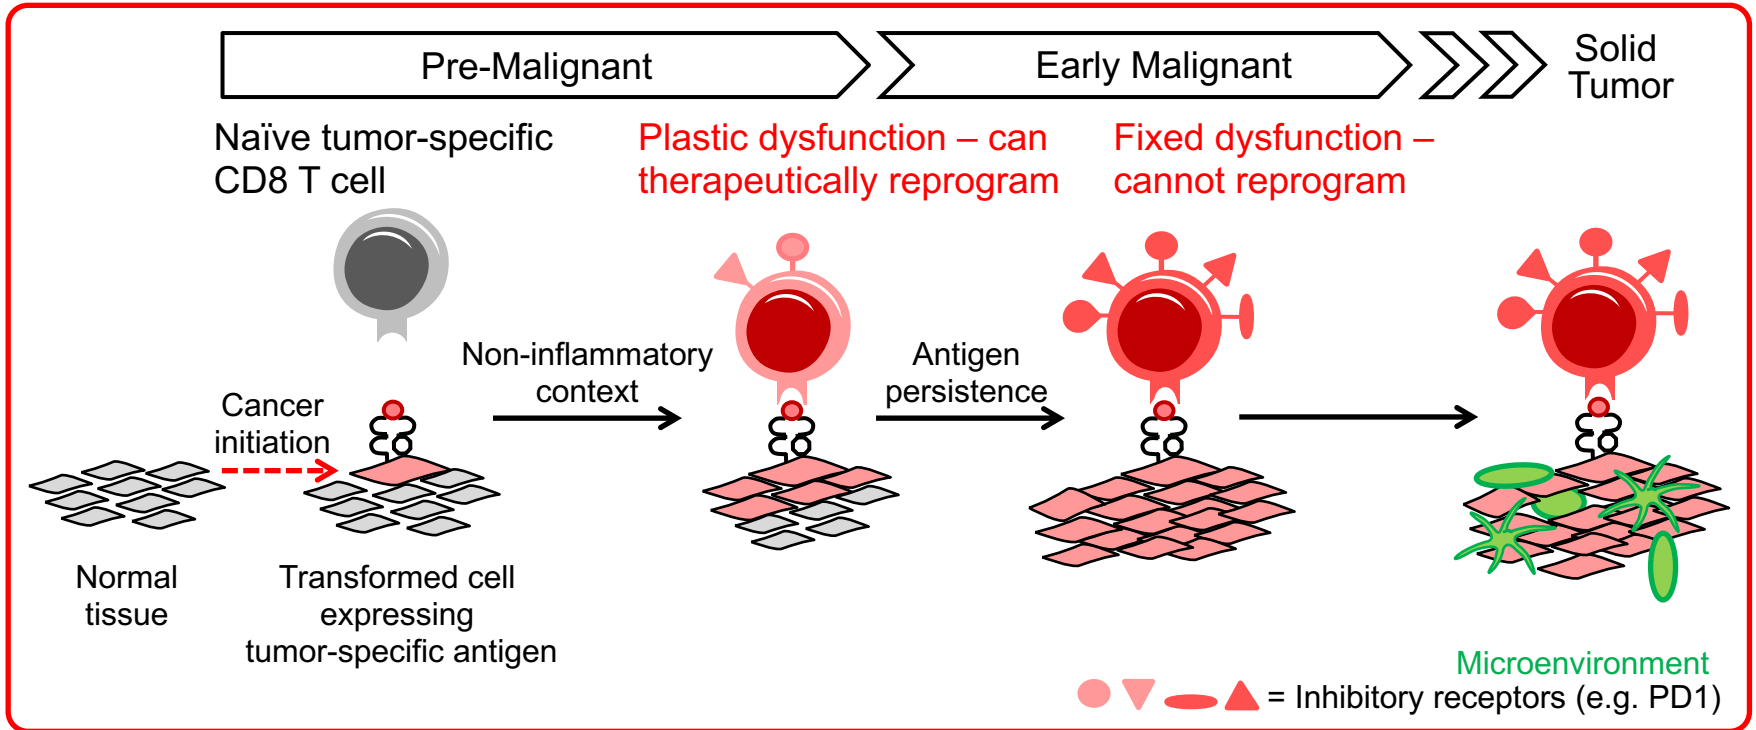 Pre-Malignant
Early Malignant
Solid
Tumor
Naïve tumor-specific
CD8 T cell
Plastic dysfunction – can
therapeutically reprogram
Fixed dysfunction –
cannot reprogram
Non-inflammatory
context
Antigen
persistence
Cancer
initiation
Normal
tissue
Transformed cell
expressing
tumor-specific antigen
Microenvironment
= Inhibitory receptors (e.g. PD1)